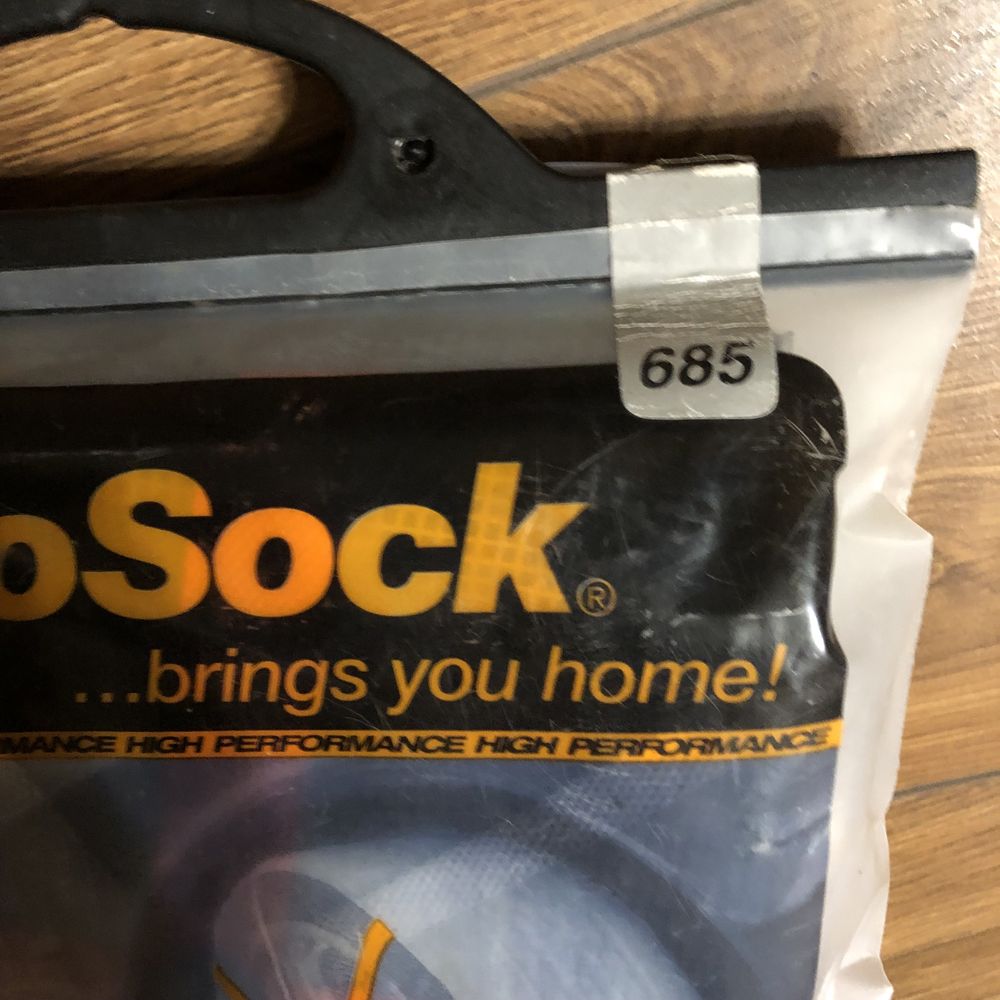 685
oSock®
...brings you home!
MANCE HIGH PERFORMANCE HIGH PERFORMANCE